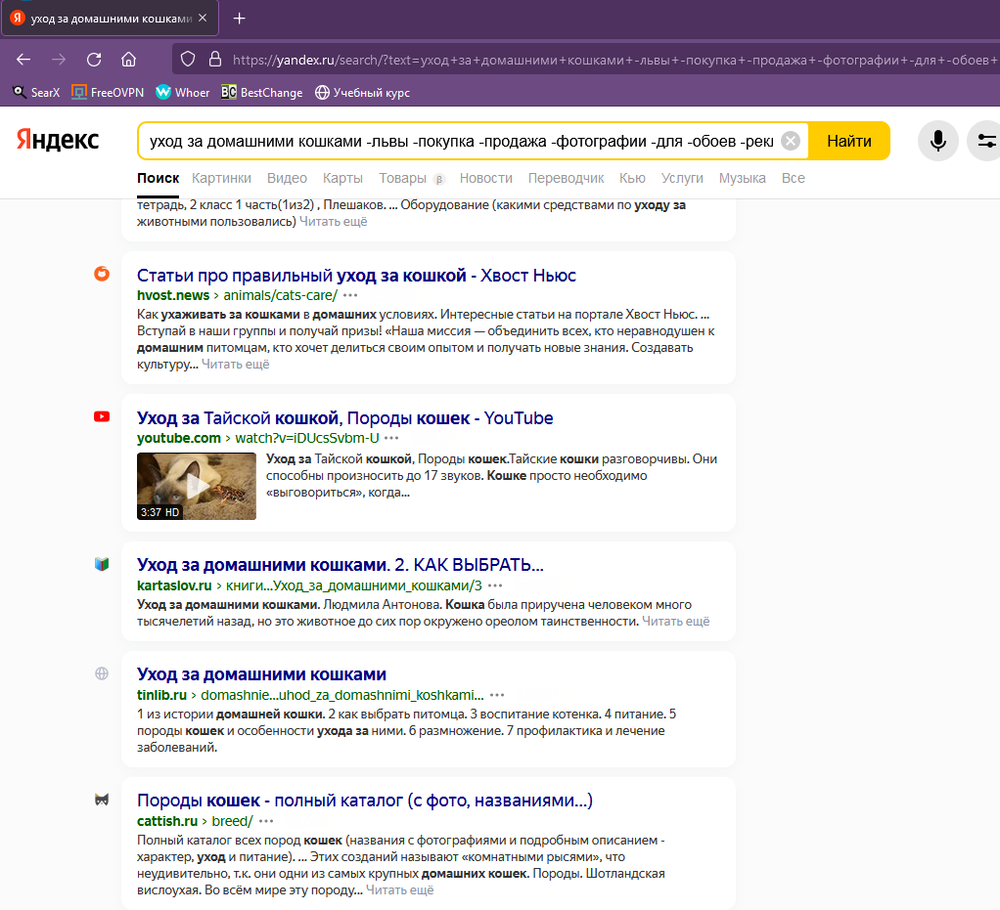 Я уход за домашними кошками
https://yandex.ru/search/?text=уход+за+домашними+кошками+-львы+-покупка+-продажа+-фотографии+-для+-обоев+
SearX FreeOVPN Whoer BC BestChange Учебный курс
Яндекс
уход за домашними кошками -львы -покупка -продажа -фотографии -для -обоев -рекл
Найти
Поиск Картинки Видео Карты Товары β Новости Переводчик Кью Услуги Музыка Все
тетрадь, 2 класс 1 часть(1из2) , Плешаков. ... Оборудование (какими средствами по уходу за
животными пользовались) Читать ещё
Статьи про правильный уход за кошкой - Хвост Ньюс
hvost.news › animals/cats-care/
Как ухаживать за кошками в домашних условиях. Интересные статьи на портале Хвост Ньюс. ...
Вступай в наши группы и получай призы! «Наша миссия — объединить всех, кто неравнодушен к
домашним питомцам, кто хочет делиться своим опытом и получать новые знания. Создавать
культуру... Читать ещё
Уход за Тайской кошкой, Породы кошек - YouTube
youtube.com › watch?v=iDUcsSvbm-U
Уход за Тайской кошкой, Породы кошек.Тайские кошки разговорчивы. Они
способны произносить до 17 звуков. Кошке просто необходимо
«выговориться», когда...
3:37 HD
Уход за домашними кошками. 2. КАК ВЫБРАТЬ...
kartaslov.ru › книги...Уход_за_домашними_кошками/3
Уход за домашними кошками. Людмила Антонова. Кошка была приручена человеком много
тысячелетий назад, но это животное до сих пор окружено ореолом таинственности. Читать ещё
Уход за домашними кошками
tinlib.ru › domashnie...uhod_za_domashnimi_koshkami...
1 из истории домашней кошки. 2 как выбрать питомца. 3 воспитание котенка. 4 питание. 5
породы кошек и особенности ухода за ними. 6 размножение. 7 профилактика и лечение
заболеваний.
Породы кошек - полный каталог (с фото, названиями...)
cattish.ru › breed/
Полный каталог всех пород кошек (названия с фотографиями и подробным описанием -
характер, уход и питание). ... Этих созданий называют «комнатными рысями», что
неудивительно, т.к. они одни из самых крупных домашних кошек. Породы. Шотландская
вислоухая. Во всём мире эту породу... Читать ещё